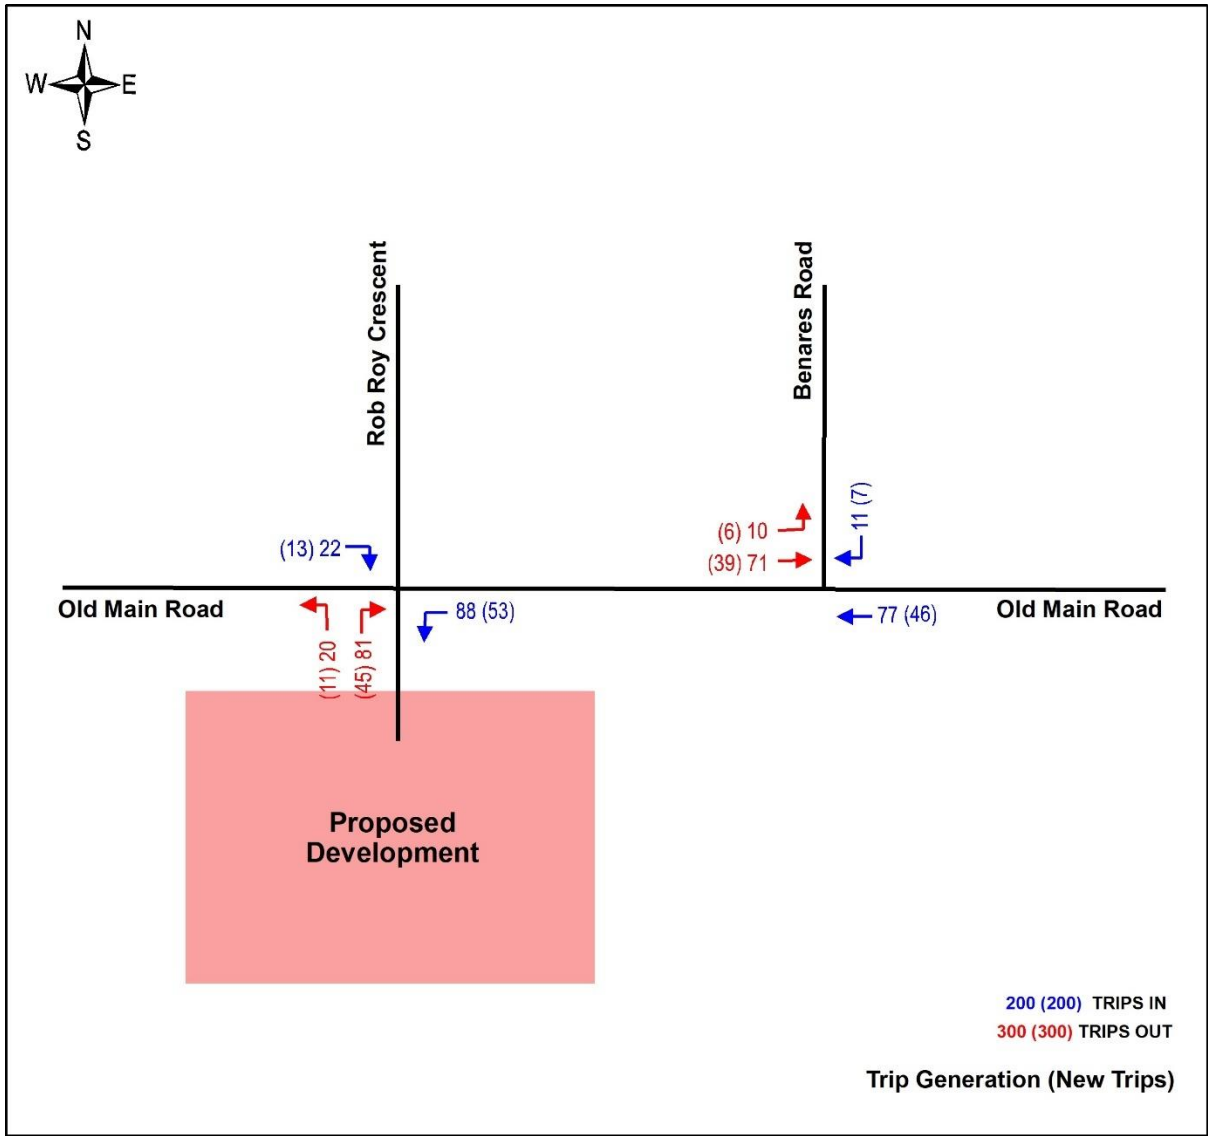 N
W E
S
Rob Roy Crescent
Benares Road
(13) 22
(6) 10
(39) 71
11 (7)
Old Main Road
(11) 20
(45) 81
88 (53)
77 (46)
Old Main Road
Proposed
Development
200 (200) TRIPS IN
300 (300) TRIPS OUT
Trip Generation (New Trips)